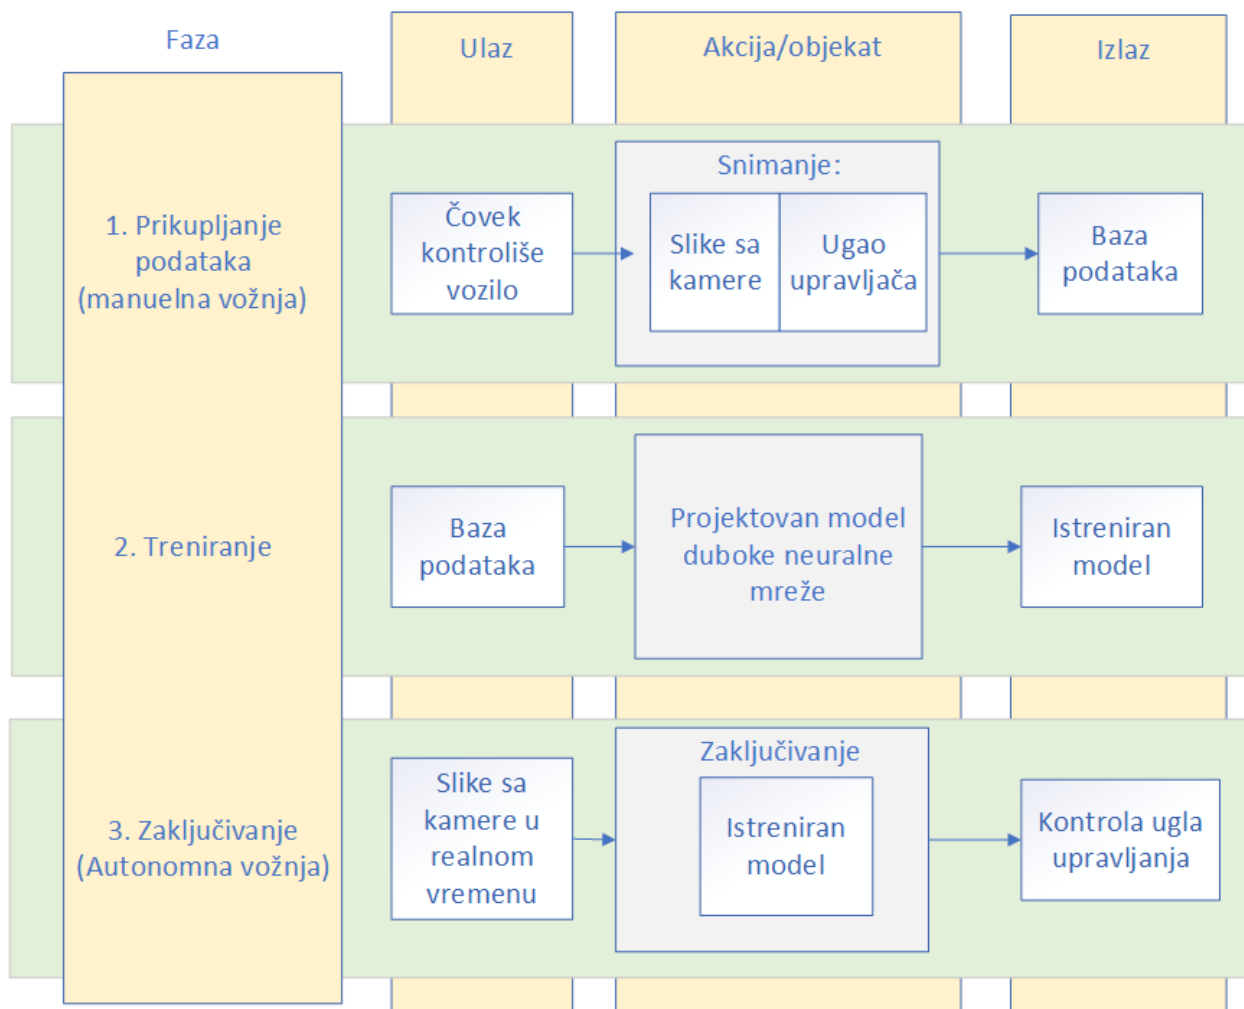 Faza
Ulaz
Akcija/objekat
Izlaz
1. Prikupljanje
podataka
(manuelna vožnja)
Čovek
kontroliše
vozilo
Snimanje:
Slike sa
kamere
Ugao
upravljača
Baza
podataka
2. Treniranje
Baza
podataka
Projektovan model
duboke neuralne
mreže
Istreniran
model
3. Zaključivanje
(Autonomna vožnja)
Slike sa
kamere u
realnom
vremenu
Zaključivanje
Istreniran
model
Kontrola ugla
upravljanja